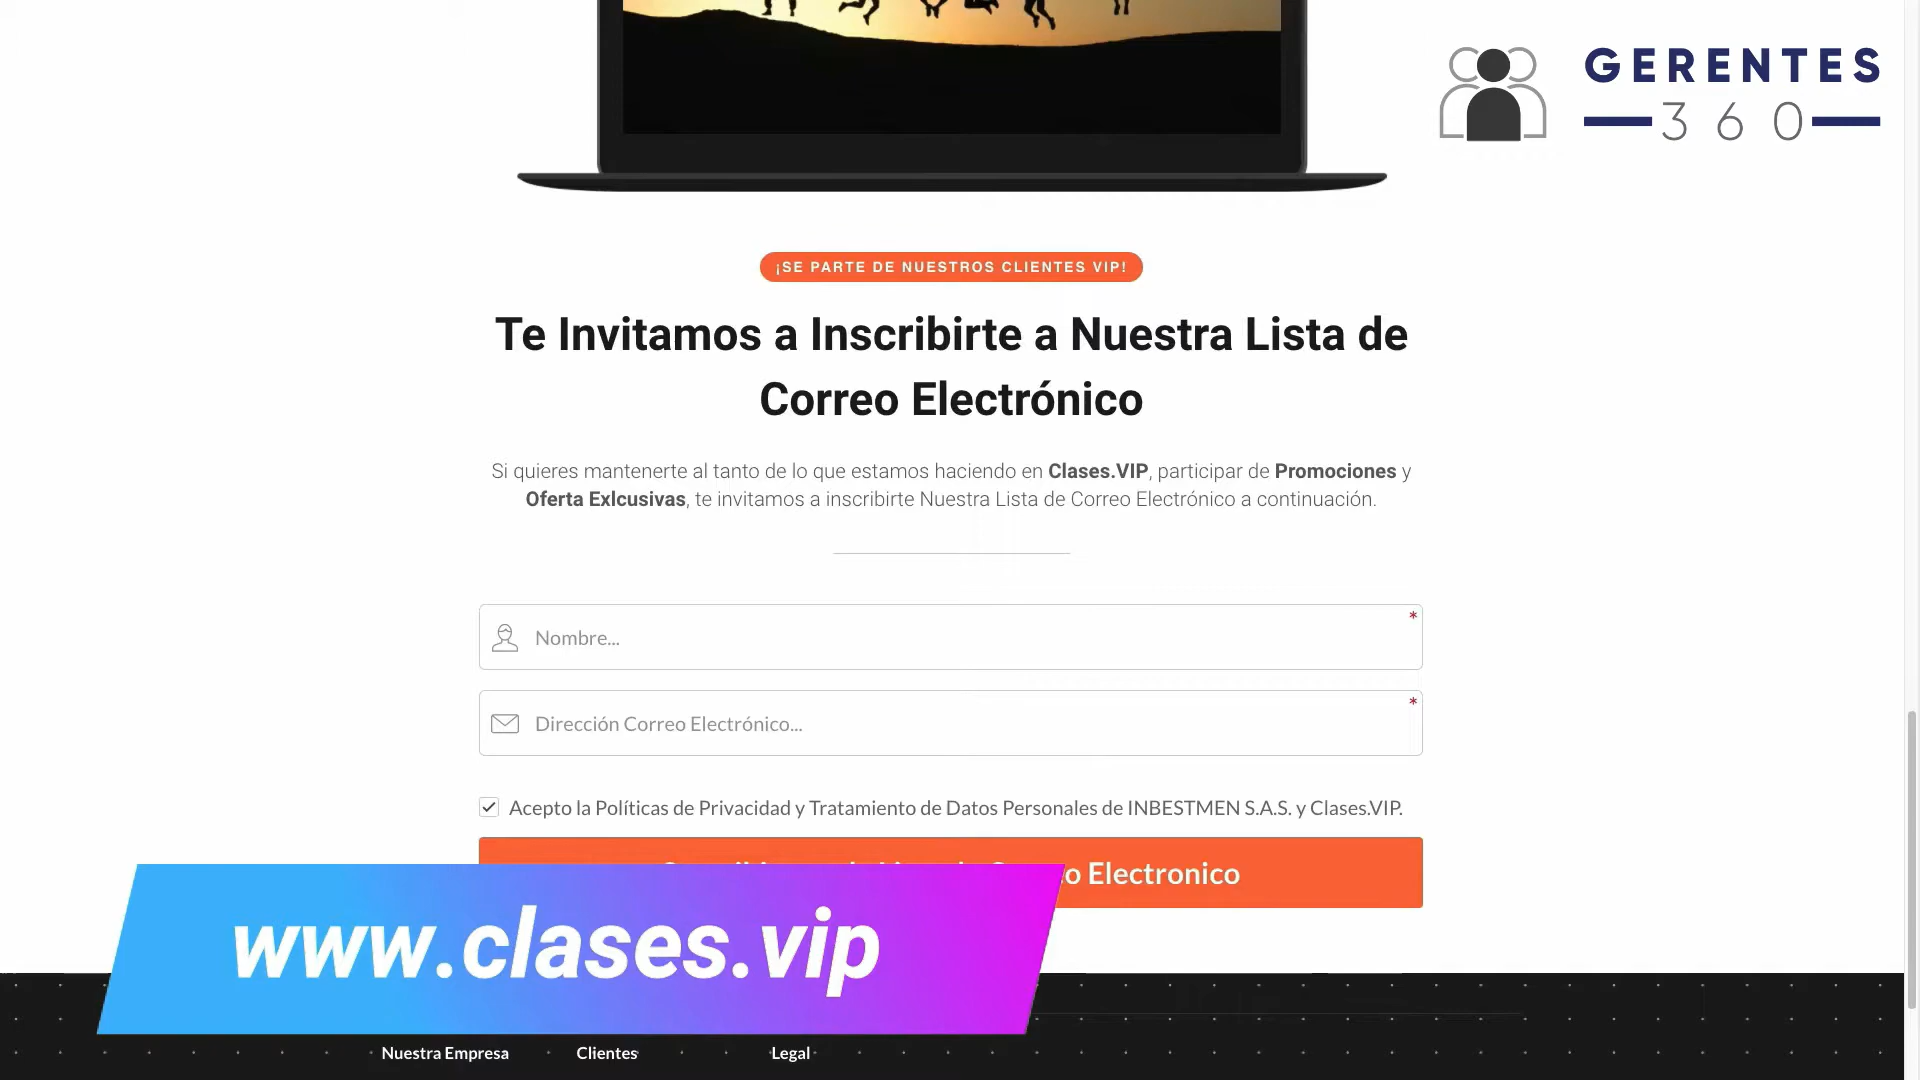 GERENTES
360
¡SE PARTE DE NUESTROS CLIENTES VIP!
Te Invitamos a Inscribirte a Nuestra Lista de
Correo Electrónico
Si quieres mantenerte al tanto de lo que estamos haciendo en Clases.VIP, participar de Promociones y
Oferta Exlcusivas, te invitamos a inscribirte Nuestra Lista de Correo Electrónico a continuación.
*
Nombre...
*
Dirección Correo Electrónico...
Acepto la Políticas de Privacidad y Tratamiento de Datos Personales de INBESTMEN S.A.S. y Clases.VIP.
o Electronico
www.clases.vip
Nuestra Empresa Clientes Legal